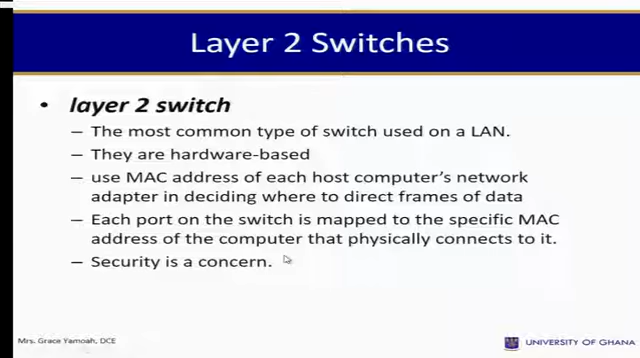 Layer 2 Switches
• layer 2 switch
– The most common type of switch used on a LAN.
– They are hardware-based
– use MAC address of each host computer's network
adapter in deciding where to direct frames of data
– Each port on the switch is mapped to the specific MAC
address of the computer that physically connects to it.
– Security is a concern.
Mrs. Grace Yamoah, DCE
UNIVERSITY OF GHANA